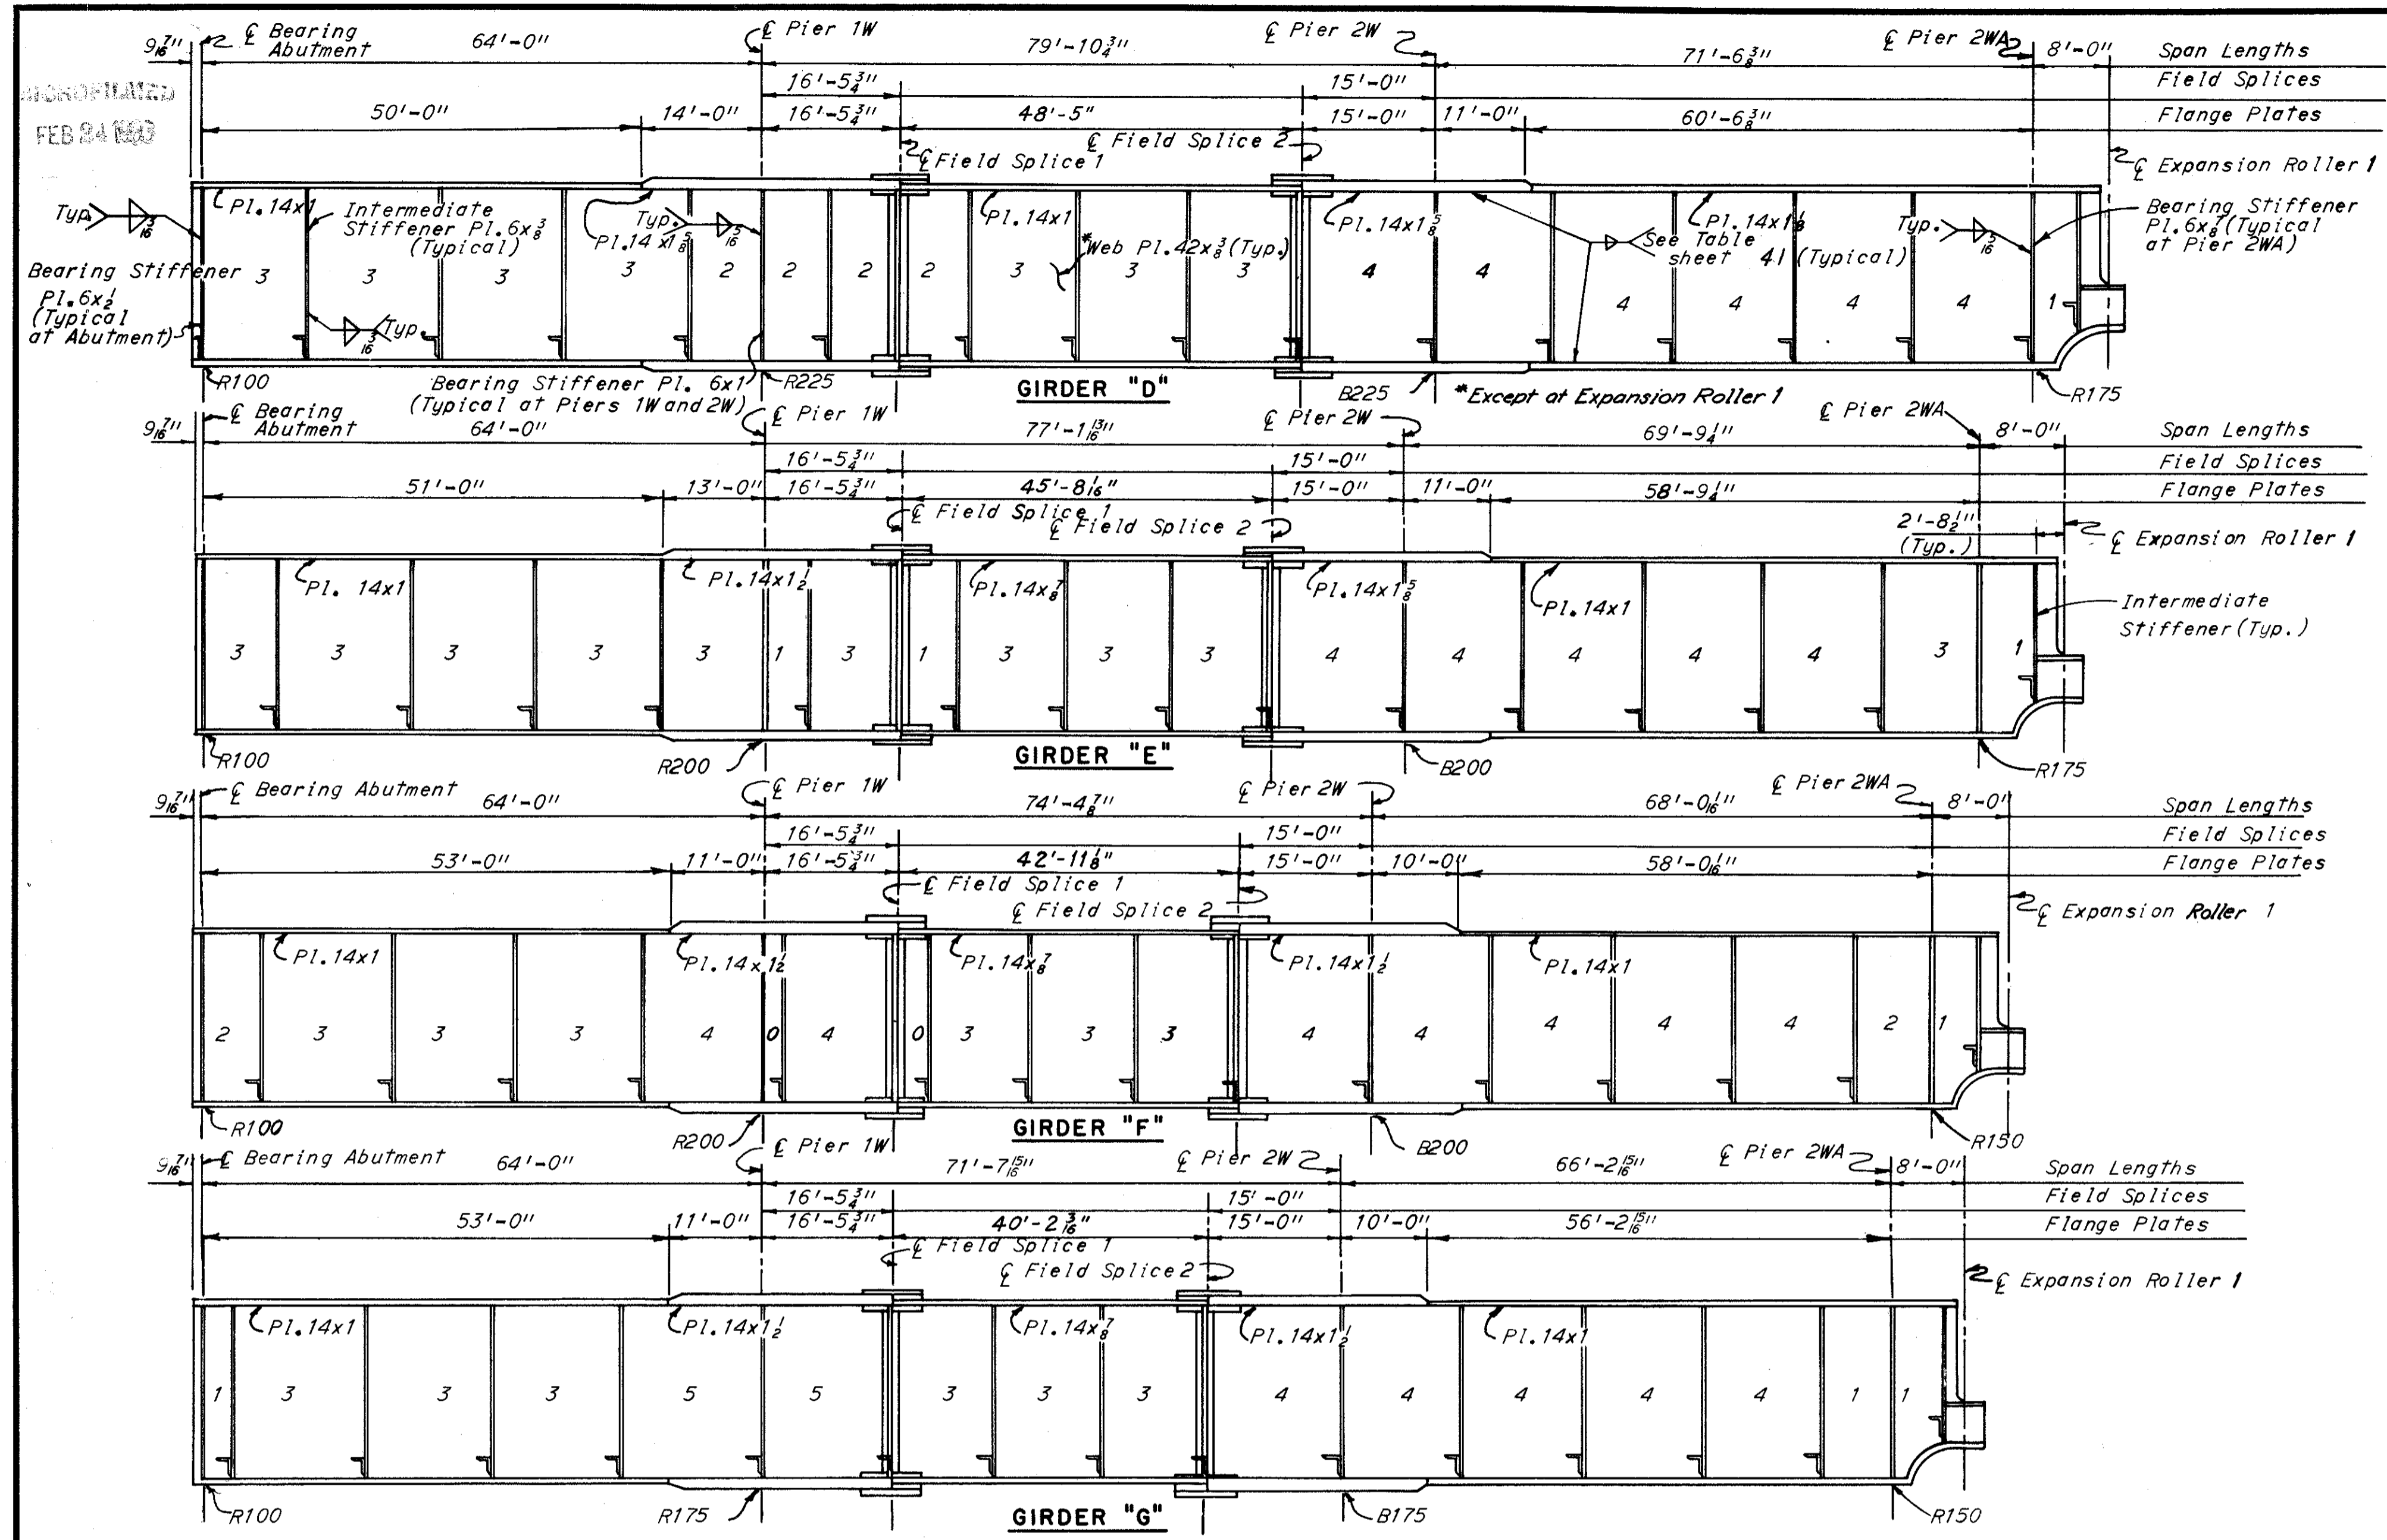 ℄ Bearing Abutment
℄ Pier 1W
℄ Pier 2W
℄ Pier 2WA
9 7/16"
64'-0"
79'-10 3/4"
71'-6 3/8"
8'-0"
Span Lengths
16'-5 3/4"
15'-0"
Field Splices
50'-0"
14'-0"
16'-5 3/4"
48'-5"
15'-0"
11'-0"
60'-6 3/8"
Flange Plates
MICROFILMED
FEB 24
℄ Field Splice 1
℄ Field Splice 2
℄ Expansion Roller 1
Typ. 3/16
Pl. 14x1
Intermediate
Stiffener Pl. 6x3/8
(Typical)
Pl. 14x1 5/8
Typ. 5/16
Pl. 14x1
*Web Pl. 42x3/8 (Typ.)
Pl. 14x1 5/8
See Table
sheet 41 (Typical)
Pl. 14x1 1/8
Typ. 3/16
Bearing Stiffener
Pl. 6x7/8 (Typical
at Pier 2WA)
Bearing Stiffener
Pl. 6x1/2
(Typical
at Abutment)
3 3 3 3 2 2 2 2 3 3 3 4 4 4 4 4 4 1
3/16 Typ.
R100
Bearing Stiffener Pl. 6x1
(Typical at Piers 1W and 2W)
R225
GIRDER "D"
B225
*Except at Expansion Roller 1
R175
℄ Bearing Abutment
℄ Pier 1W
℄ Pier 2W
℄ Pier 2WA
9 7/16"
64'-0"
77'-1 13/16"
69'-9 1/4"
8'-0"
Span Lengths
16'-5 3/4"
15'-0"
Field Splices
51'-0"
13'-0"
16'-5 3/4"
45'-8 1/16"
15'-0"
11'-0"
58'-9 1/4"
Flange Plates
℄ Field Splice 1
℄ Field Splice 2
2'-8 1/2"
(Typ.)
℄ Expansion Roller 1
Pl. 14x1
Pl. 14x1 1/2
Pl. 14x7/8
Pl. 14x1 5/8
Pl. 14x1
Intermediate
Stiffener (Typ.)
3 3 3 3 3 1 3 1 3 3 3 4 4 4 4 4 3 1
R100
R200
GIRDER "E"
B200
R175
℄ Bearing Abutment
℄ Pier 1W
℄ Pier 2W
℄ Pier 2WA
9 7/16"
64'-0"
74'-4 7/8"
68'-0 1/16"
8'-0"
Span Lengths
16'-5 3/4"
15'-0"
Field Splices
53'-0"
11'-0"
16'-5 3/4"
42'-11 1/8"
15'-0"
10'-0"
58'-0 1/16"
Flange Plates
℄ Field Splice 1
℄ Field Splice 2
℄ Expansion Roller 1
Pl. 14x1
Pl. 14x1 1/2
Pl. 14x7/8
Pl. 14x1 1/2
Pl. 14x1
2 3 3 3 4 0 4 0 3 3 3 4 4 4 4 4 2 1
R100
R200
GIRDER "F"
B200
R150
℄ Bearing Abutment
℄ Pier 1W
℄ Pier 2W
℄ Pier 2WA
9 7/16"
64'-0"
71'-7 15/16"
66'-2 15/16"
8'-0"
Span Lengths
16'-5 3/4"
15'-0"
Field Splices
53'-0"
11'-0"
16'-5 3/4"
40'-2 3/16"
15'-0"
10'-0"
56'-2 15/16"
Flange Plates
℄ Field Splice 1
℄ Field Splice 2
℄ Expansion Roller 1
Pl. 14x1
Pl. 14x1 1/2
Pl. 14x7/8
Pl. 14x1 1/2
Pl. 14x1
1 3 3 3 5 5 3 3 3 4 4 4 4 4 1 1
R100
R175
GIRDER "G"
B175
R150